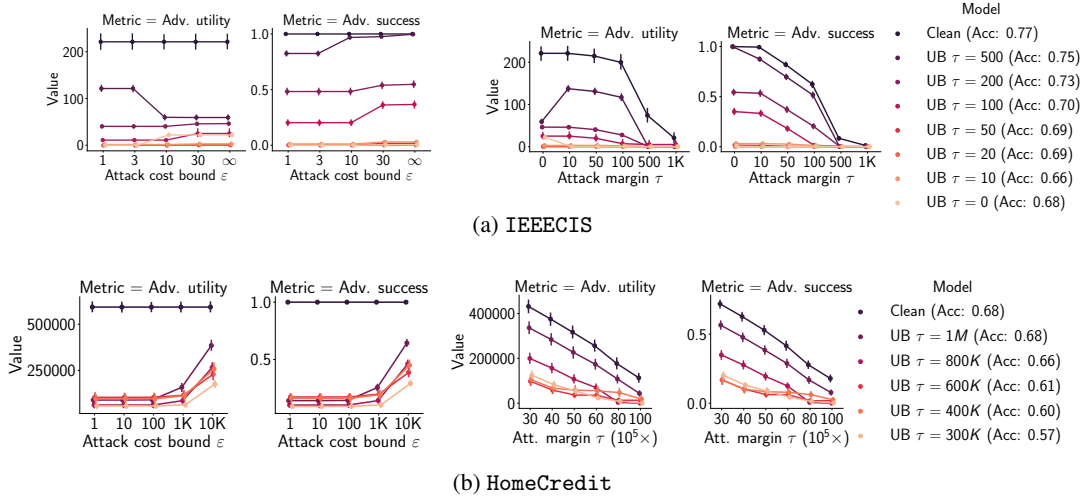 Metric = Adv. utility
Metric = Adv. success
Value
200
100
0
1 3 10 30 ∞
Attack cost bound ε
1.0
0.5
0.0
1 3 10 30 ∞
Attack cost bound ε
Metric = Adv. utility
Metric = Adv. success
Value
200
100
0
0 10 50 100 500 1K
Attack margin τ
1.0
0.5
0.0
0 10 50 100 500 1K
Attack margin τ
Model
Clean (Acc: 0.77)
UB τ = 500 (Acc: 0.75)
UB τ = 200 (Acc: 0.73)
UB τ = 100 (Acc: 0.70)
UB τ = 50 (Acc: 0.69)
UB τ = 20 (Acc: 0.69)
UB τ = 10 (Acc: 0.66)
UB τ = 0 (Acc: 0.68)
(a) IEEECIS
Metric = Adv. utility
Metric = Adv. success
Value
500000
250000
1 10 100 1K 10K
Attack cost bound ε
1.0
0.5
1 10 100 1K 10K
Attack cost bound ε
Metric = Adv. utility
Metric = Adv. success
Value
400000
200000
0
30 40 50 60 80 100
Att. margin τ (10⁵×)
0.5
0.0
30 40 50 60 80 100
Att. margin τ (10⁵×)
Model
Clean (Acc: 0.68)
UB τ = 1M (Acc: 0.68)
UB τ = 800K (Acc: 0.66)
UB τ = 600K (Acc: 0.61)
UB τ = 400K (Acc: 0.60)
UB τ = 300K (Acc: 0.57)
(b) HomeCredit